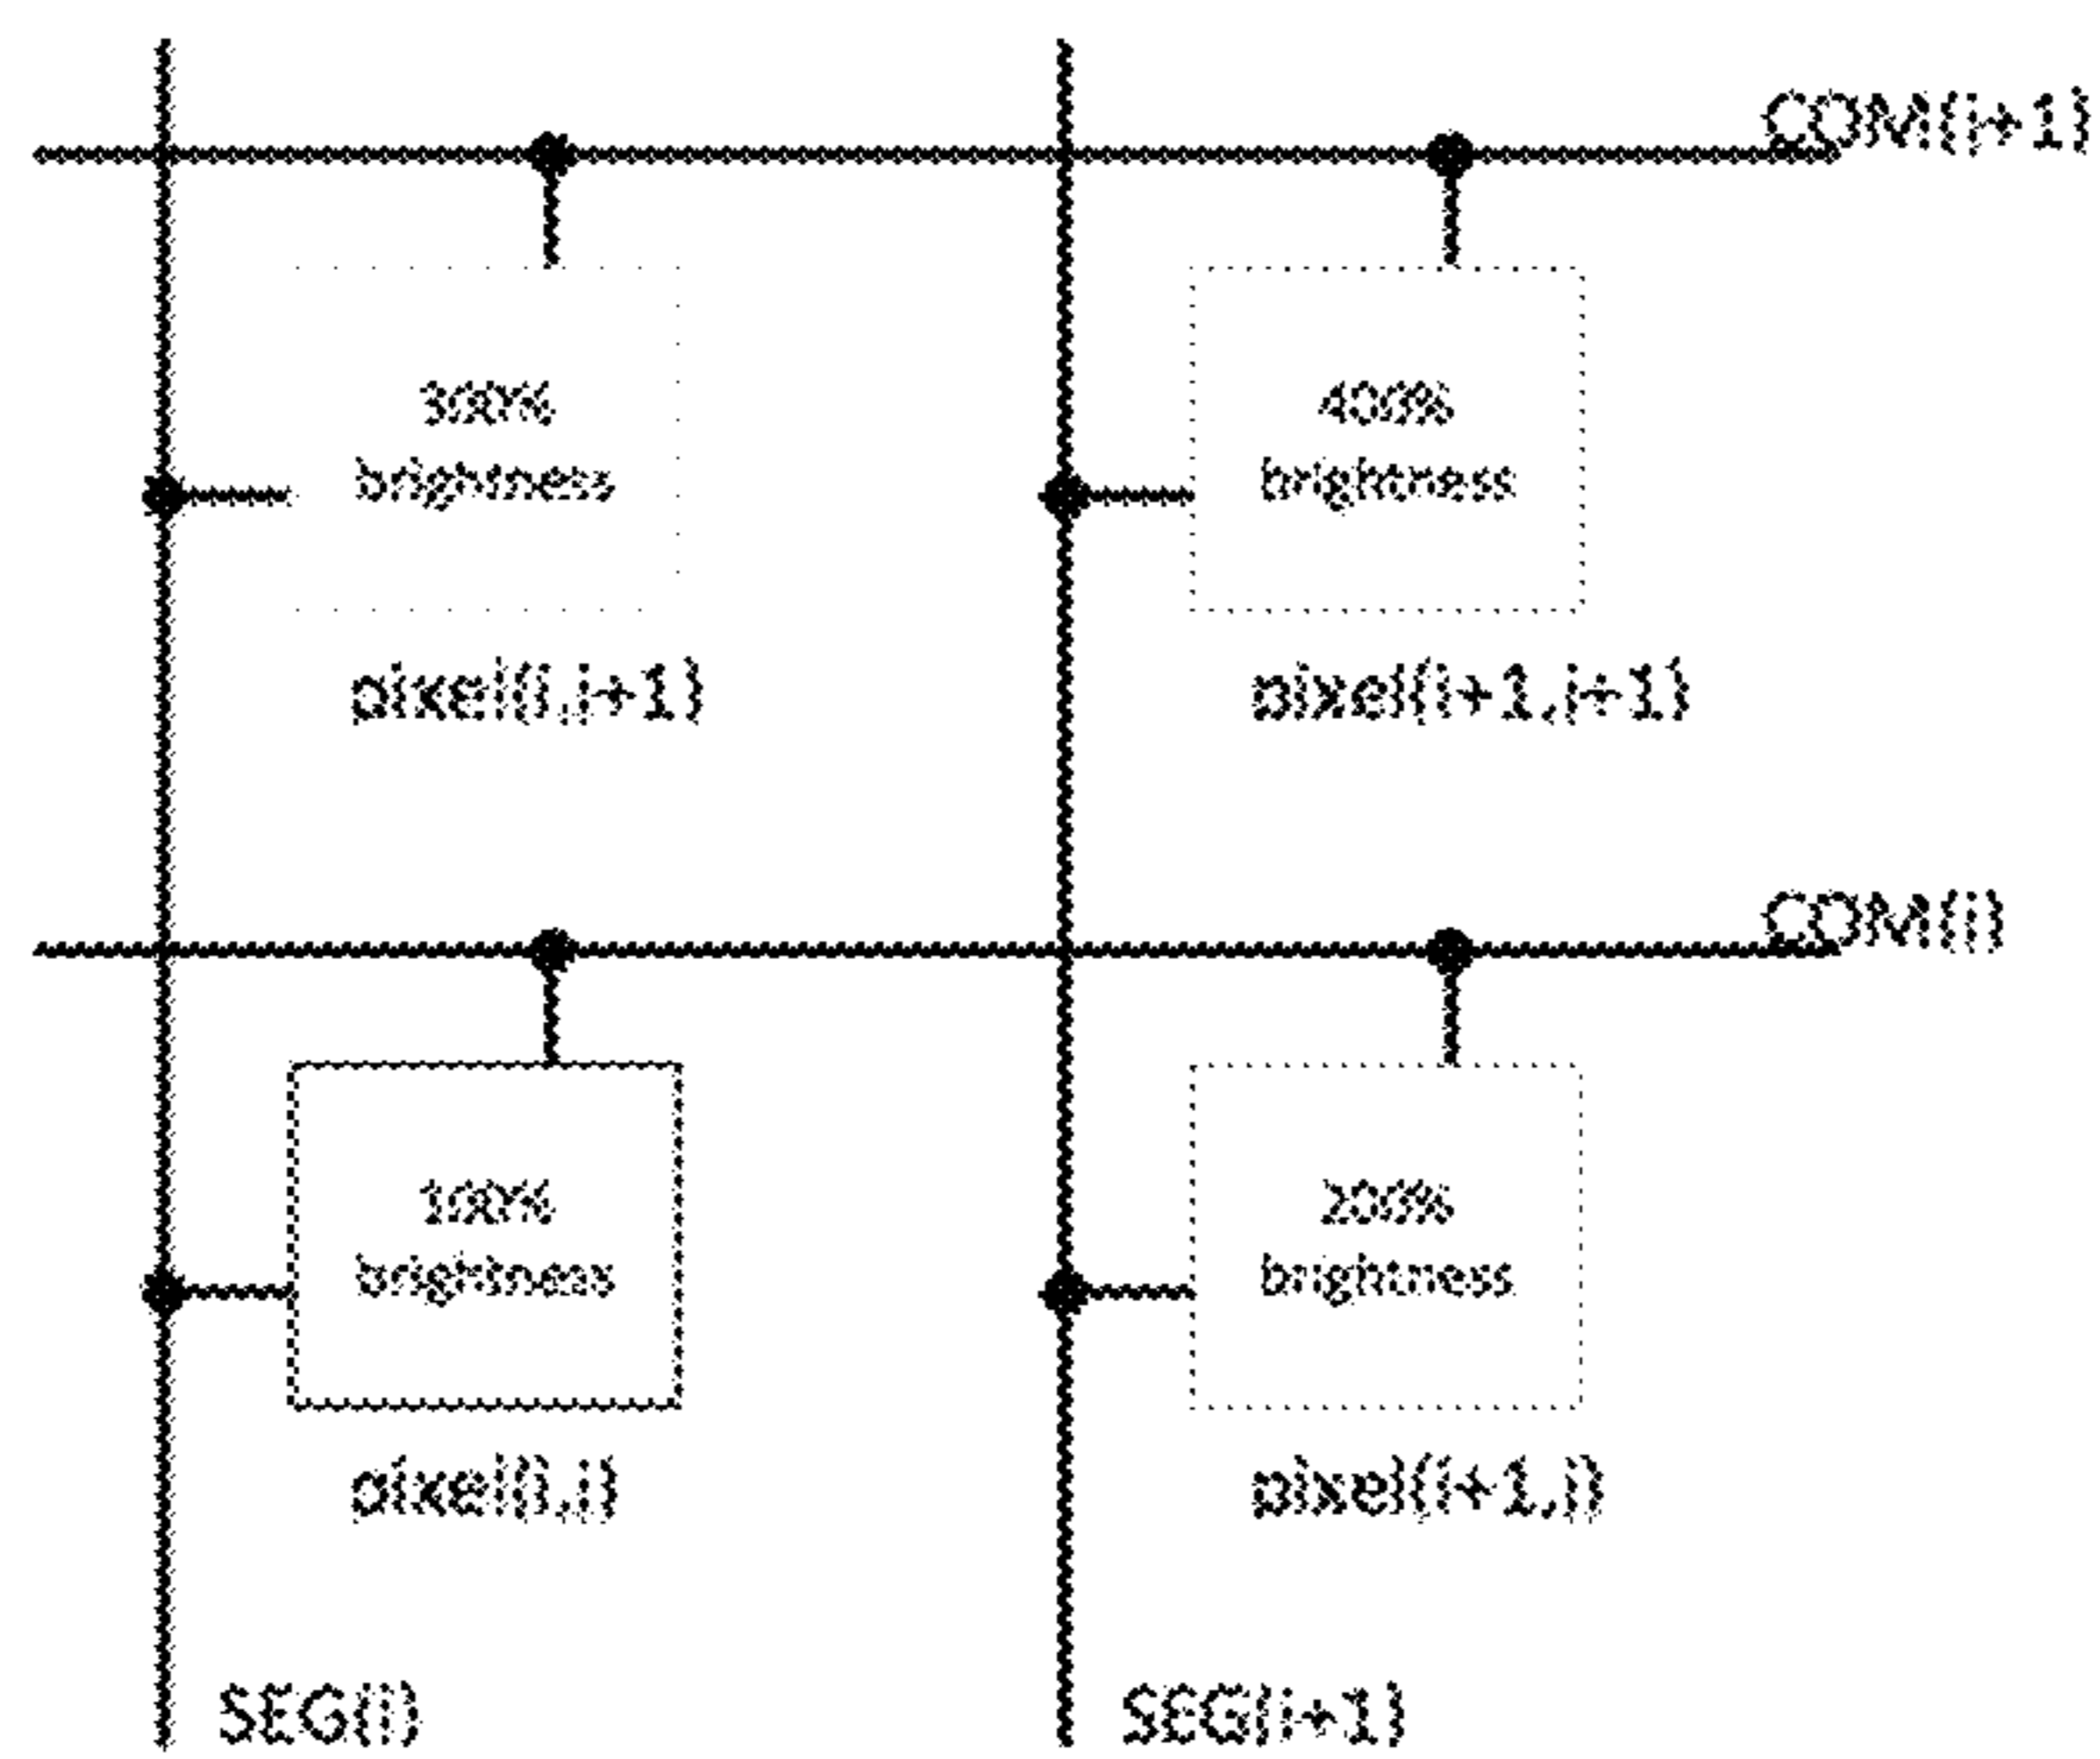 COM(j+1)
300%
brightness
400%
brightness
pixel(i,j+1)
pixel(i+1,j+1)
COM(j)
100%
brightness
200%
brightness
pixel(i,j)
pixel(i+1,j)
SEG(i)
SEG(i+1)